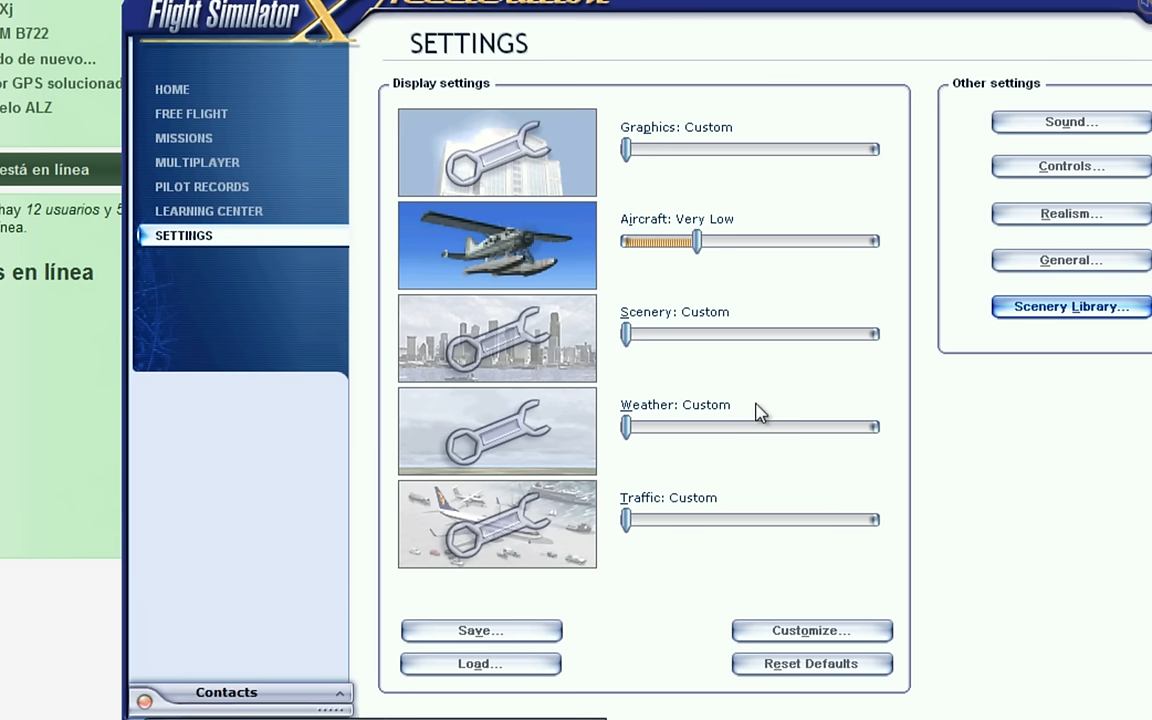 Xj
M B722
do de nuevo...
or GPS solucionad
elo ALZ
está en línea
hay 12 usuarios y 5
nea.
s en línea
Flight Simulator X
SETTINGS
HOME
FREE FLIGHT
MISSIONS
MULTIPLAYER
PILOT RECORDS
LEARNING CENTER
SETTINGS
Contacts
Display settings
Graphics: Custom
Aircraft: Very Low
Scenery: Custom
Weather: Custom
Traffic: Custom
Save...
Customize...
Load...
Reset Defaults
Other settings
Sound...
Controls...
Realism...
General...
Scenery Library...